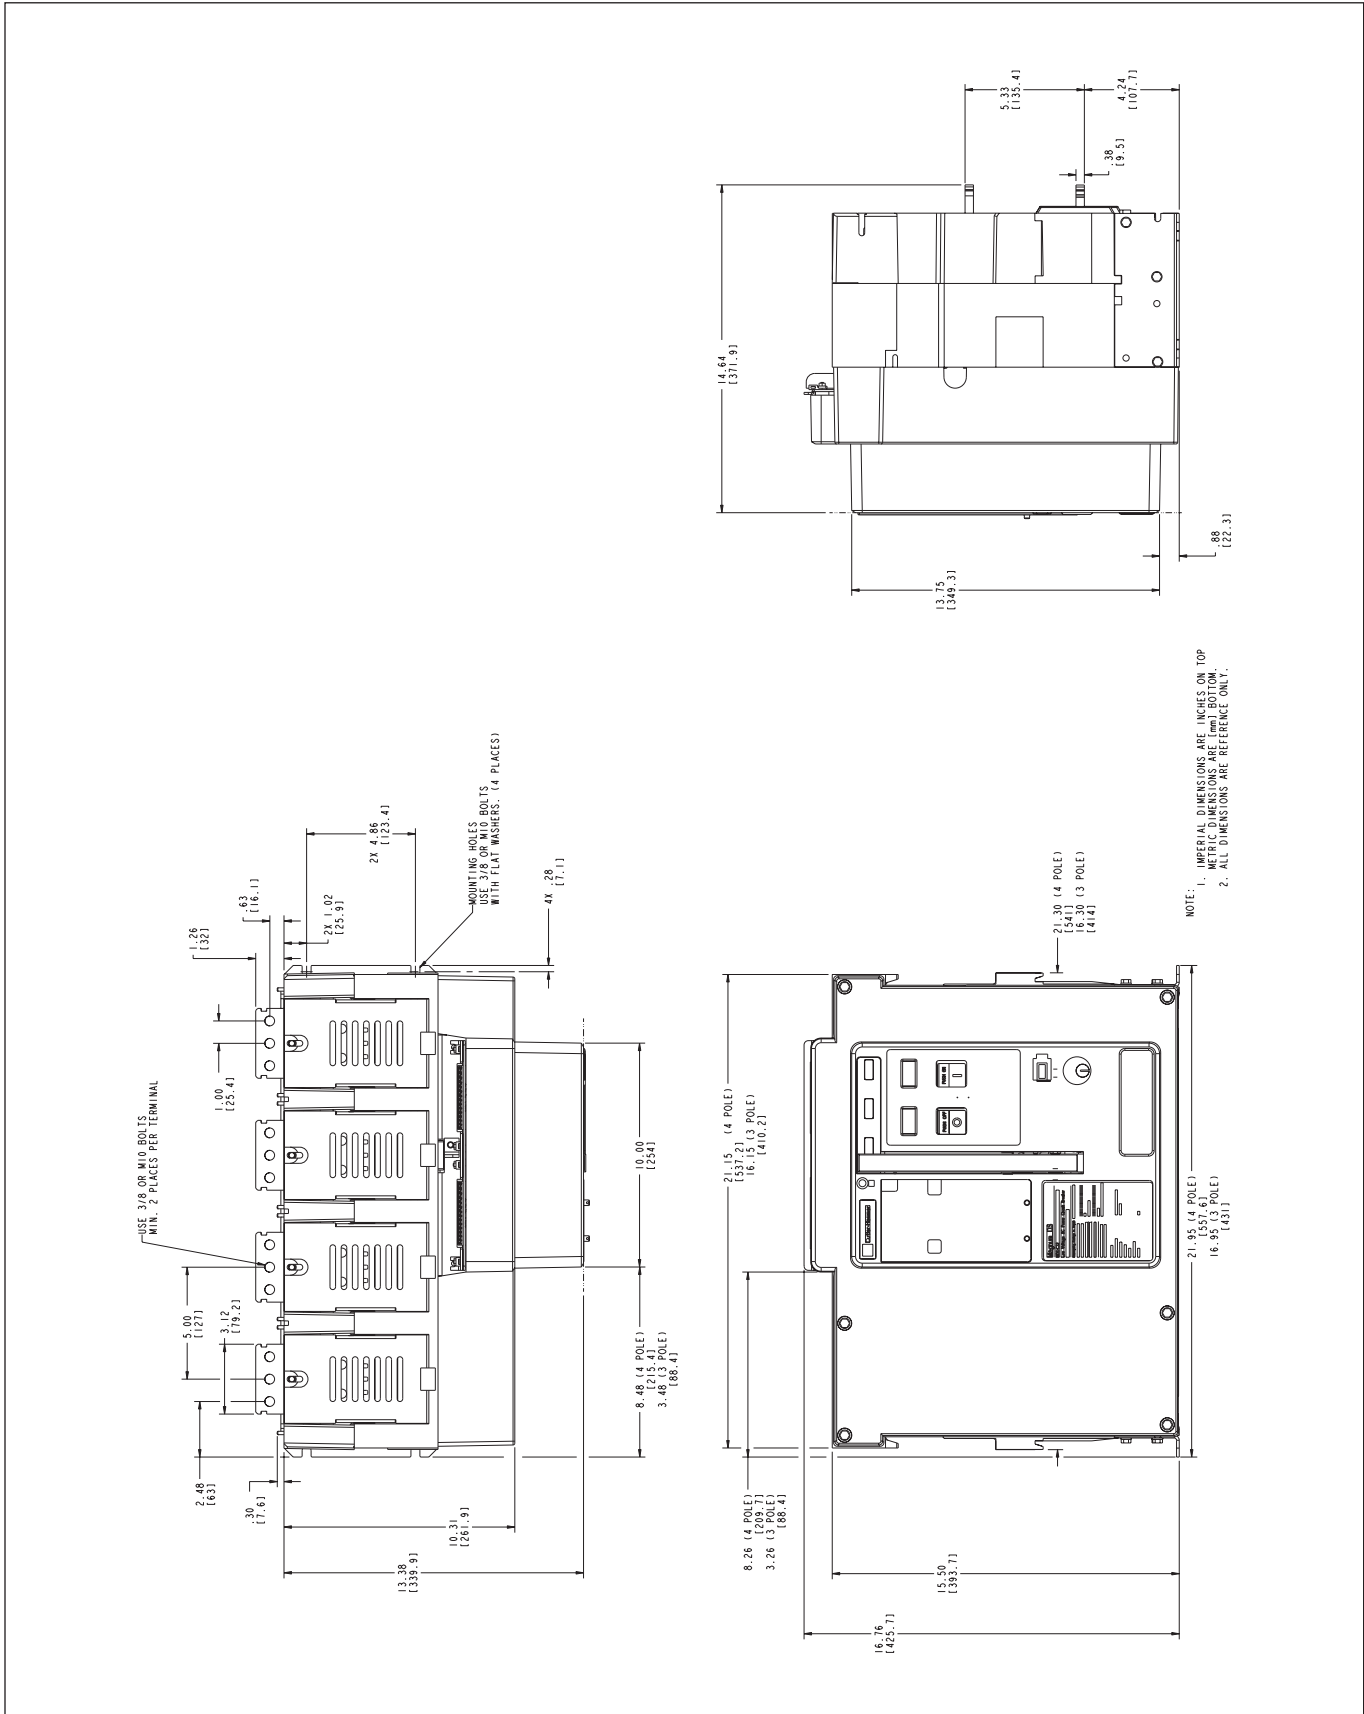 USE 3/8 OR M10 BOLTS
MIN. 2 PLACES PER TERMINAL
2.48
[63]
.30
[7.6]
5.00
[127]
3.12
[79.2]
1.00
[25.4]
1.26
[32]
.63
[16.1]
2X 1.02
[25.9]
2X 4.86
[123.4]
MOUNTING HOLES
USE 3/8 OR M10 BOLTS
WITH FLAT WASHERS. (4 PLACES)
4X .28
[7.1]
10.31
[261.9]
13.38
[339.9]
8.48 (4 POLE)
[215.4]
3.48 (3 POLE)
[88.4]
10.00
[254]
8.26 (4 POLE)
[209.7]
3.26 (3 POLE)
[88.4]
21.15 (4 POLE)
[537.2]
16.15 (3 POLE)
[410.2]
21.30 (4 POLE)
[541]
16.30 (3 POLE)
[414]
15.50
[393.7]
16.76
[425.7]
Cutler-Hammer
Magnum DS
PUSH OFF
PUSH ON
21.95 (4 POLE)
[557.6]
16.95 (3 POLE)
[431]
14.64
[371.9]
5.33
[135.4]
4.24
[107.7]
.38
[9.5]
13.75
[349.3]
.88
[22.3]
NOTE:
1. IMPERIAL DIMENSIONS ARE INCHES ON TOP
METRIC DIMENSIONS ARE [mm] BOTTOM.
2. ALL DIMENSIONS ARE REFERENCE ONLY.